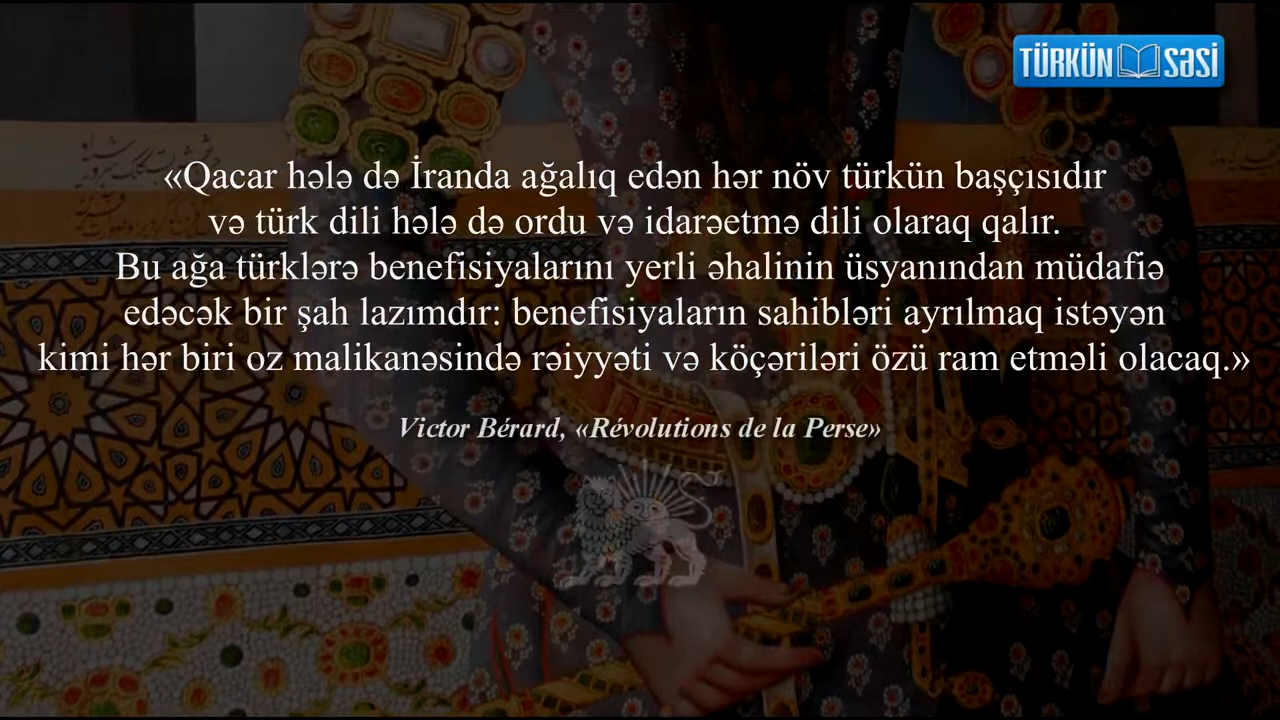 TÜRKÜN SƏSİ
«Qacar hələ də İranda ağalıq edən hər növ türkün başçısıdır
və türk dili hələ də ordu və idarəetmə dili olaraq qalır.
Bu ağa türklərə benefisiyalarını yerli əhalinin üsyanından müdafiə
edəcək bir şah lazımdır: benefisiyaların sahibləri ayrılmaq istəyən
kimi hər biri oz malikanəsində rəiyyəti və köçəriləri özü ram etməli olacaq.»
Victor Bérard, «Révolutions de la Perse»